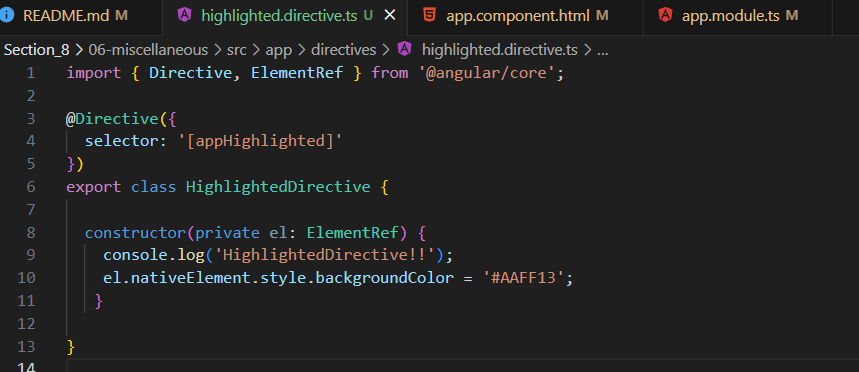 README.md M highlighted.directive.ts U app.component.html M app.module.ts M
Section_8 > 06-miscellaneous > src > app > directives > highlighted.directive.ts > ...
1 import { Directive, ElementRef } from '@angular/core';
2
3 @Directive({
4 selector: '[appHighlighted]'
5 })
6 export class HighlightedDirective {
7
8 constructor(private el: ElementRef) {
9 console.log('HighlightedDirective!!');
10 el.nativeElement.style.backgroundColor = '#AAFF13';
11 }
12
13 }
14